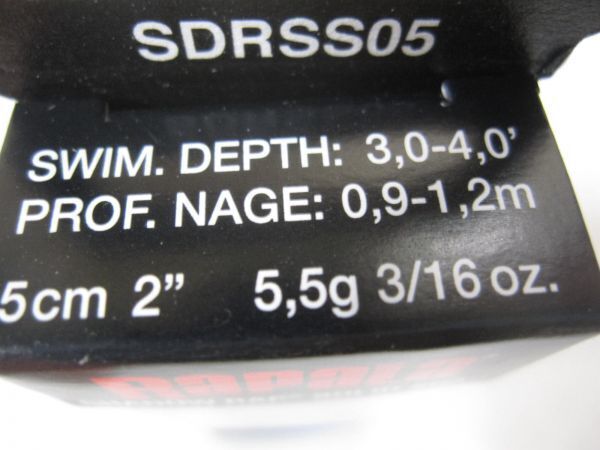 SDRSS05
SWIM. DEPTH: 3,0-4,0'
PROF. NAGE: 0,9-1,2m
5cm 2” 5,5g 3/16 oz.
Rapala